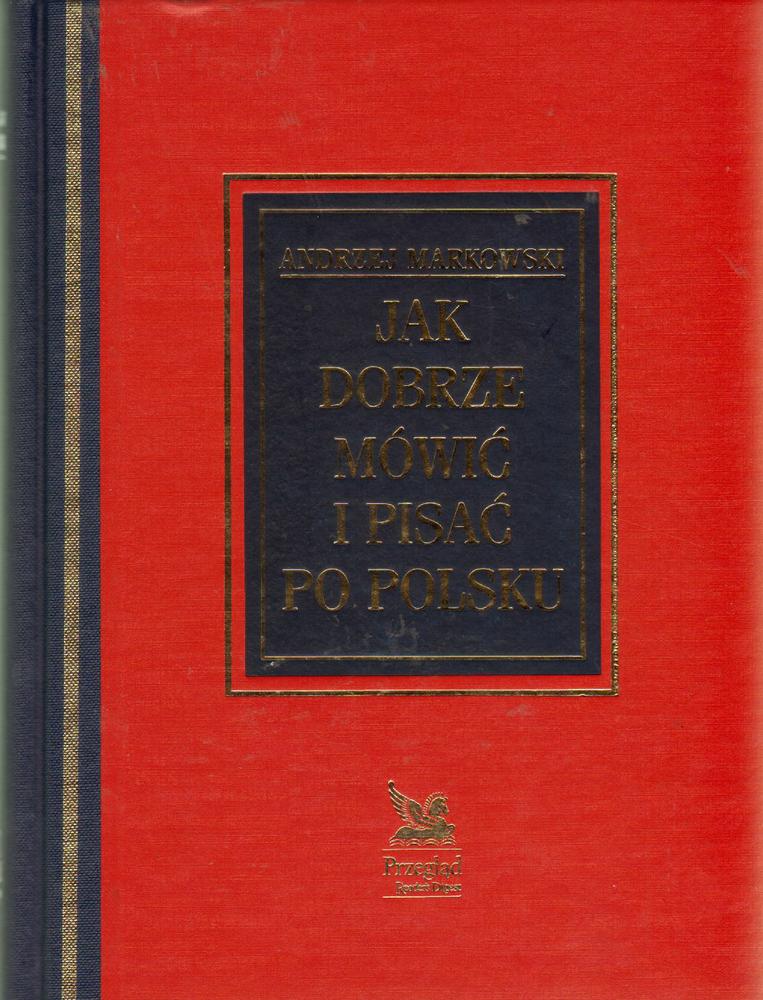 ANDRZEJ MARKOWSKI
JAK
DOBRZE
MÓWIĆ
I PISAĆ
PO POLSKU
Przegląd
Reader's Digest